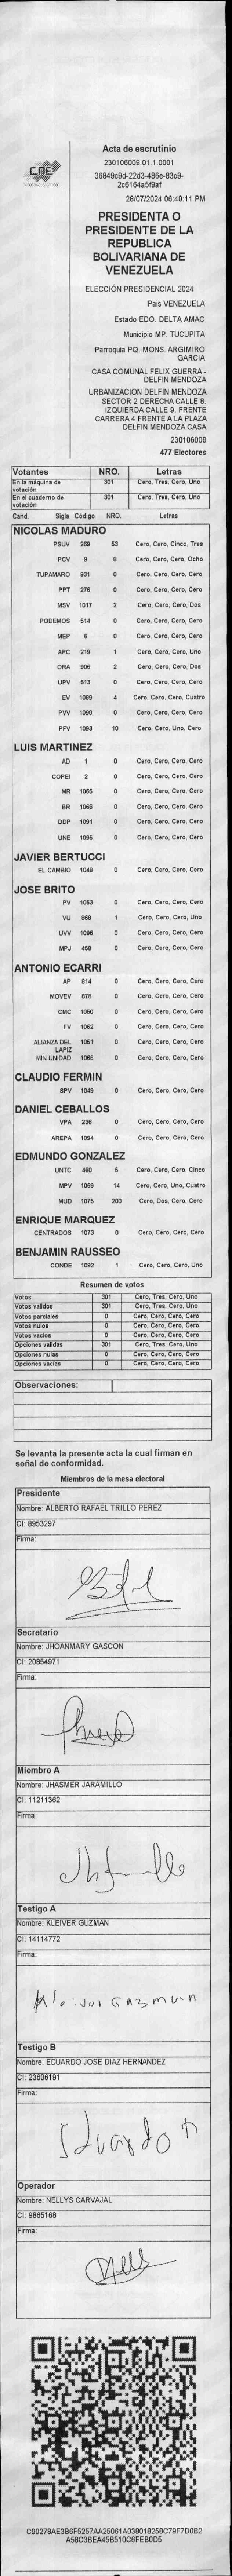 CNE
Acta de escrutinio
230106009.01.1.0001
36849c9d-22d3-486e-83c9-
2c6164a5f9af
28/07/2024 06:40:11 PM
PRESIDENTA O
PRESIDENTE DE LA
REPUBLICA
BOLIVARIANA DE
VENEZUELA
ELECCIÓN PRESIDENCIAL 2024
Pais VENEZUELA
Estado EDO. DELTA AMAC
Municipio MP. TUCUPITA
Parroquia PQ. MONS. ARGIMIRO
GARCIA
CASA COMUNAL FELIX GUERRA -
DELFIN MENDOZA
URBANIZACIÓN DELFIN MENDOZA
SECTOR 2 DERECHA CALLE 8.
IZQUIERDA CALLE 9. FRENTE
CARRERA 4 FRENTE A LA PLAZA
DELFIN MENDOZA CASA
230106009
477 Electores
Votantes NRO. Letras
En la máquina de votación 301 Cero, Tres, Cero, Uno
En el cuaderno de votación 301 Cero, Tres, Cero, Uno
Cand. Sigla Código NRO. Letras
NICOLAS MADURO
PSUV 269 53 Cero, Cero, Cinco, Tres
PCV 9 8 Cero, Cero, Cero, Ocho
TUPAMARO 931 0 Cero, Cero, Cero, Cero
PPT 276 0 Cero, Cero, Cero, Cero
MSV 1017 2 Cero, Cero, Cero, Dos
PODEMOS 514 0 Cero, Cero, Cero, Cero
MEP 6 0 Cero, Cero, Cero, Cero
APC 219 1 Cero, Cero, Cero, Uno
ORA 906 2 Cero, Cero, Cero, Dos
UPV 513 0 Cero, Cero, Cero, Cero
EV 1089 4 Cero, Cero, Cero, Cuatro
PVV 1090 0 Cero, Cero, Cero, Cero
PFV 1093 10 Cero, Cero, Uno, Cero
LUIS MARTINEZ
AD 1 0 Cero, Cero, Cero, Cero
COPEI 2 0 Cero, Cero, Cero, Cero
MR 1065 0 Cero, Cero, Cero, Cero
BR 1066 0 Cero, Cero, Cero, Cero
DDP 1091 0 Cero, Cero, Cero, Cero
UNE 1095 0 Cero, Cero, Cero, Cero
JAVIER BERTUCCI
EL CAMBIO 1048 0 Cero, Cero, Cero, Cero
JOSE BRITO
PV 1053 0 Cero, Cero, Cero, Cero
VU 868 1 Cero, Cero, Cero, Uno
UVV 1096 0 Cero, Cero, Cero, Cero
MPJ 458 0 Cero, Cero, Cero, Cero
ANTONIO ECARRI
AP 814 0 Cero, Cero, Cero, Cero
MOVEV 878 0 Cero, Cero, Cero, Cero
CMC 1050 0 Cero, Cero, Cero, Cero
FV 1062 0 Cero, Cero, Cero, Cero
ALIANZA DEL LAPIZ 1051 0 Cero, Cero, Cero, Cero
MIN UNIDAD 1068 0 Cero, Cero, Cero, Cero
CLAUDIO FERMIN
SPV 1049 0 Cero, Cero, Cero, Cero
DANIEL CEBALLOS
VPA 236 0 Cero, Cero, Cero, Cero
AREPA 1094 0 Cero, Cero, Cero, Cero
EDMUNDO GONZALEZ
UNTC 460 5 Cero, Cero, Cero, Cinco
MPV 1069 14 Cero, Cero, Uno, Cuatro
MUD 1075 200 Cero, Dos, Cero, Cero
ENRIQUE MARQUEZ
CENTRADOS 1073 0 Cero, Cero, Cero, Cero
BENJAMIN RAUSSEO
CONDE 1092 1 Cero, Cero, Cero, Uno
Resumen de votos
Votos 301 Cero, Tres, Cero, Uno
Votos validos 301 Cero, Tres, Cero, Uno
Votos parciales 0 Cero, Cero, Cero, Cero
Votos nulos 0 Cero, Cero, Cero, Cero
Votos vacios 0 Cero, Cero, Cero, Cero
Opciones validas 301 Cero, Tres, Cero, Uno
Opciones nulas 0 Cero, Cero, Cero, Cero
Opciones vacias 0 Cero, Cero, Cero, Cero
Observaciones:
Se levanta la presente acta la cual firman en
señal de conformidad.
Miembros de la mesa electoral
Presidente
Nombre: ALBERTO RAFAEL TRILLO PEREZ
CI: 8953297
Firma:
Secretario
Nombre: JHOANMARY GASCON
CI: 20854971
Firma:
Miembro A
Nombre: JHASMER JARAMILLO
CI: 11211362
Firma:
Testigo A
Nombre: KLEIVER GUZMAN
CI: 14114772
Firma:
Kleiver Guzman
Testigo B
Nombre: EDUARDO JOSE DIAZ HERNANDEZ
CI: 23606191
Firma:
Eduardo
Operador
Nombre: NELLYS CARVAJAL
CI: 9865168
Firma:
C90278AE3B6F5257AA25061A03801825BC79F7D0B2
A58C3BEA45B510C6FEB0D5